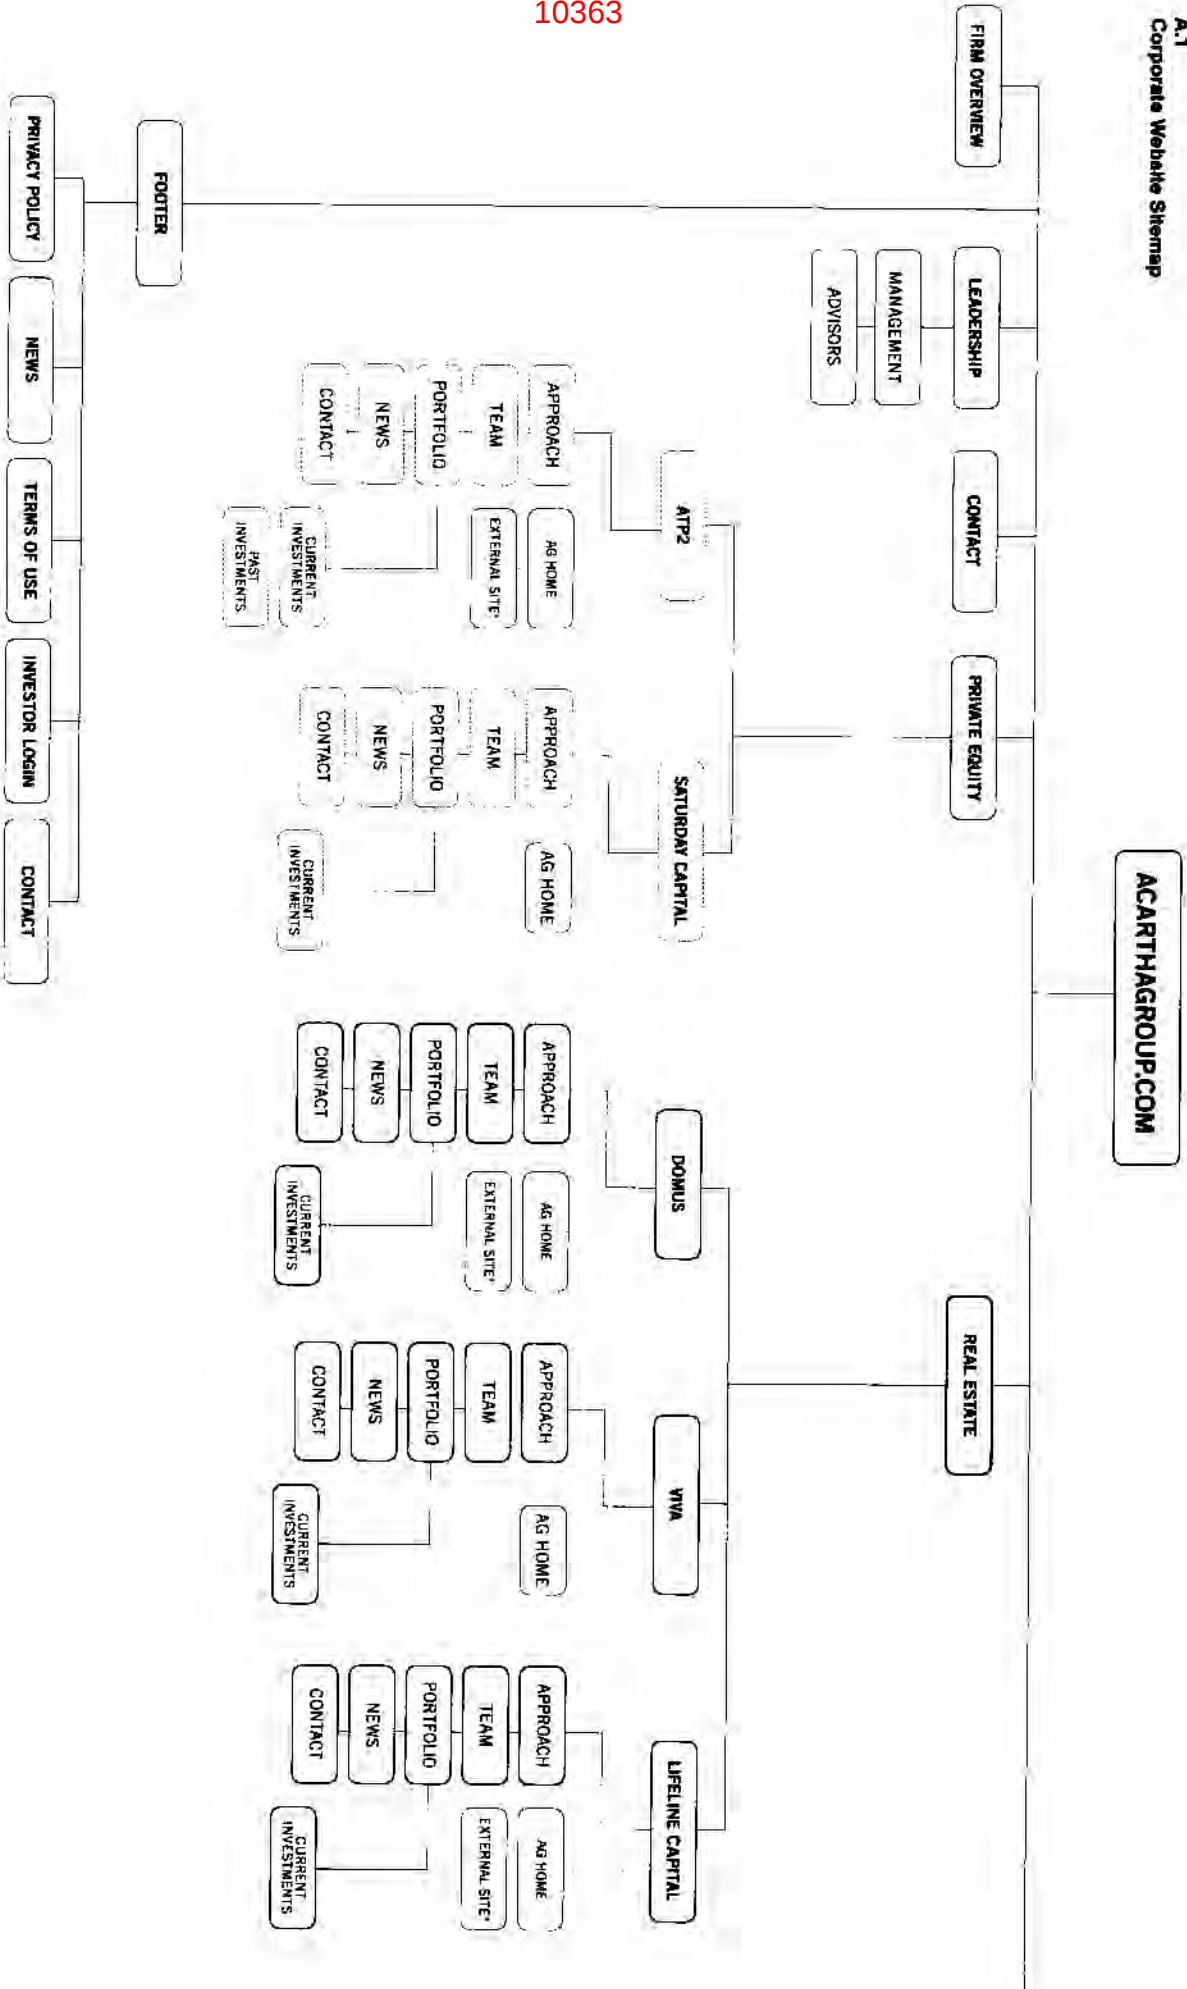 10363
A.1
Corporate Website Sitemap
ACARTHAGROUP.COM
FIRM OVERVIEW
LEADERSHIP
CONTACT
PRIVATE EQUITY
REAL ESTATE
MANAGEMENT
ADVISORS
ATP2
SATURDAY CAPITAL
DOMUS
VIVA
LIFELINE CAPITAL
APPROACH
TEAM
PORTFOLIO
NEWS
CONTACT
AG HOME
EXTERNAL SITE*
CURRENT
INVESTMENTS
PAST
INVESTMENTS
APPROACH
TEAM
PORTFOLIO
NEWS
CONTACT
AG HOME
CURRENT
INVESTMENTS
APPROACH
TEAM
PORTFOLIO
NEWS
CONTACT
AG HOME
EXTERNAL SITE*
CURRENT
INVESTMENTS
APPROACH
TEAM
PORTFOLIO
NEWS
CONTACT
AG HOME
CURRENT
INVESTMENTS
APPROACH
TEAM
PORTFOLIO
NEWS
CONTACT
AG HOME
EXTERNAL SITE*
CURRENT
INVESTMENTS
FOOTER
PRIVACY POLICY
NEWS
TERMS OF USE
INVESTOR LOGIN
CONTACT